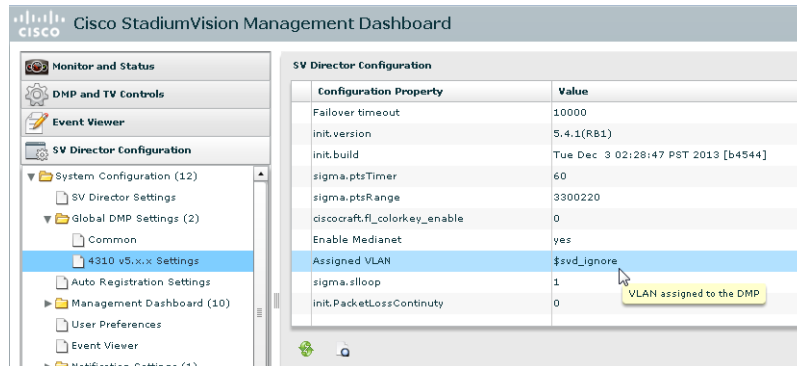 CISCO
Cisco StadiumVision Management Dashboard
Monitor and Status
DMP and TV Controls
Event Viewer
SV Director Configuration
System Configuration (12)
SV Director Settings
Global DMP Settings (2)
Common
4310 v5.x.x Settings
Auto Registration Settings
Management Dashboard (10)
User Preferences
Event Viewer
Notification Settings (1)
SV Director Configuration
Configuration Property Value
Failover timeout 10000
init.version 5.4.1(RB1)
init.build Tue Dec 3 02:28:47 PST 2013 [b4544]
sigma.ptsTimer 60
sigma.ptsRange 3300220
ciscocraft.fl_colorkey_enable 0
Enable Medianet yes
Assigned VLAN $svd_ignore
sigma.slloop 1
VLAN assigned to the DMP
init.PacketLossContinuty 0